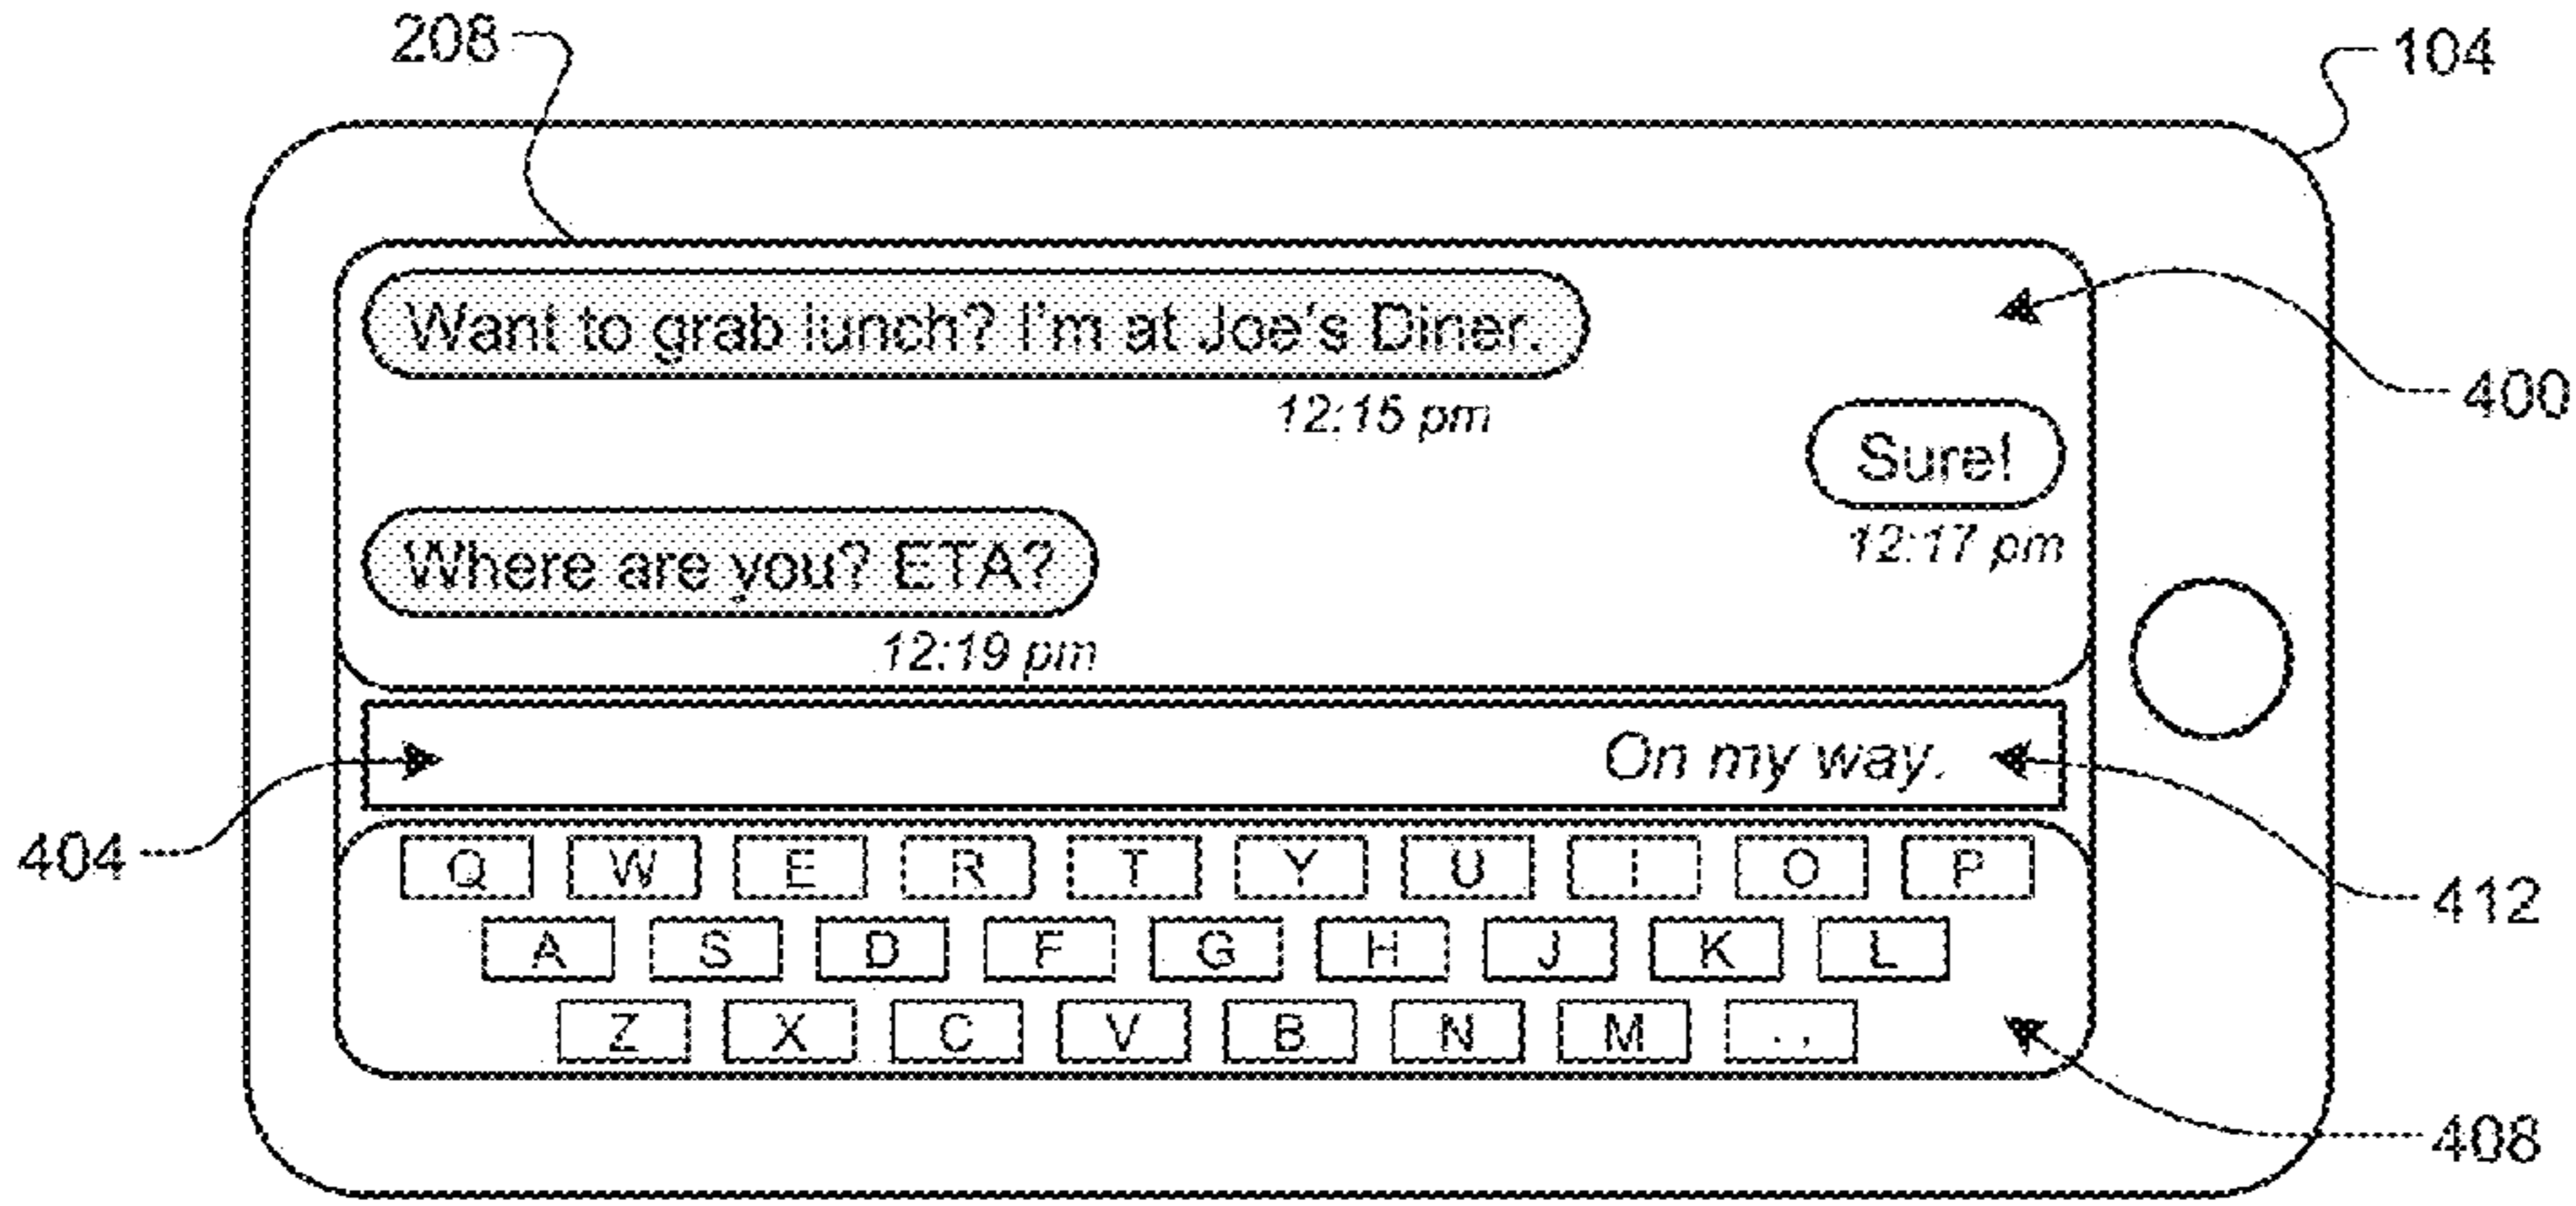 208
104
Want to grab lunch? I'm at Joe's Diner.
12:15 pm
400
Sure!
12:17 pm
Where are you? ETA?
12:19 pm
On my way.
404
412
Q W E R T Y U I O P
A S D F G H J K L
Z X C V B N M . ,
408